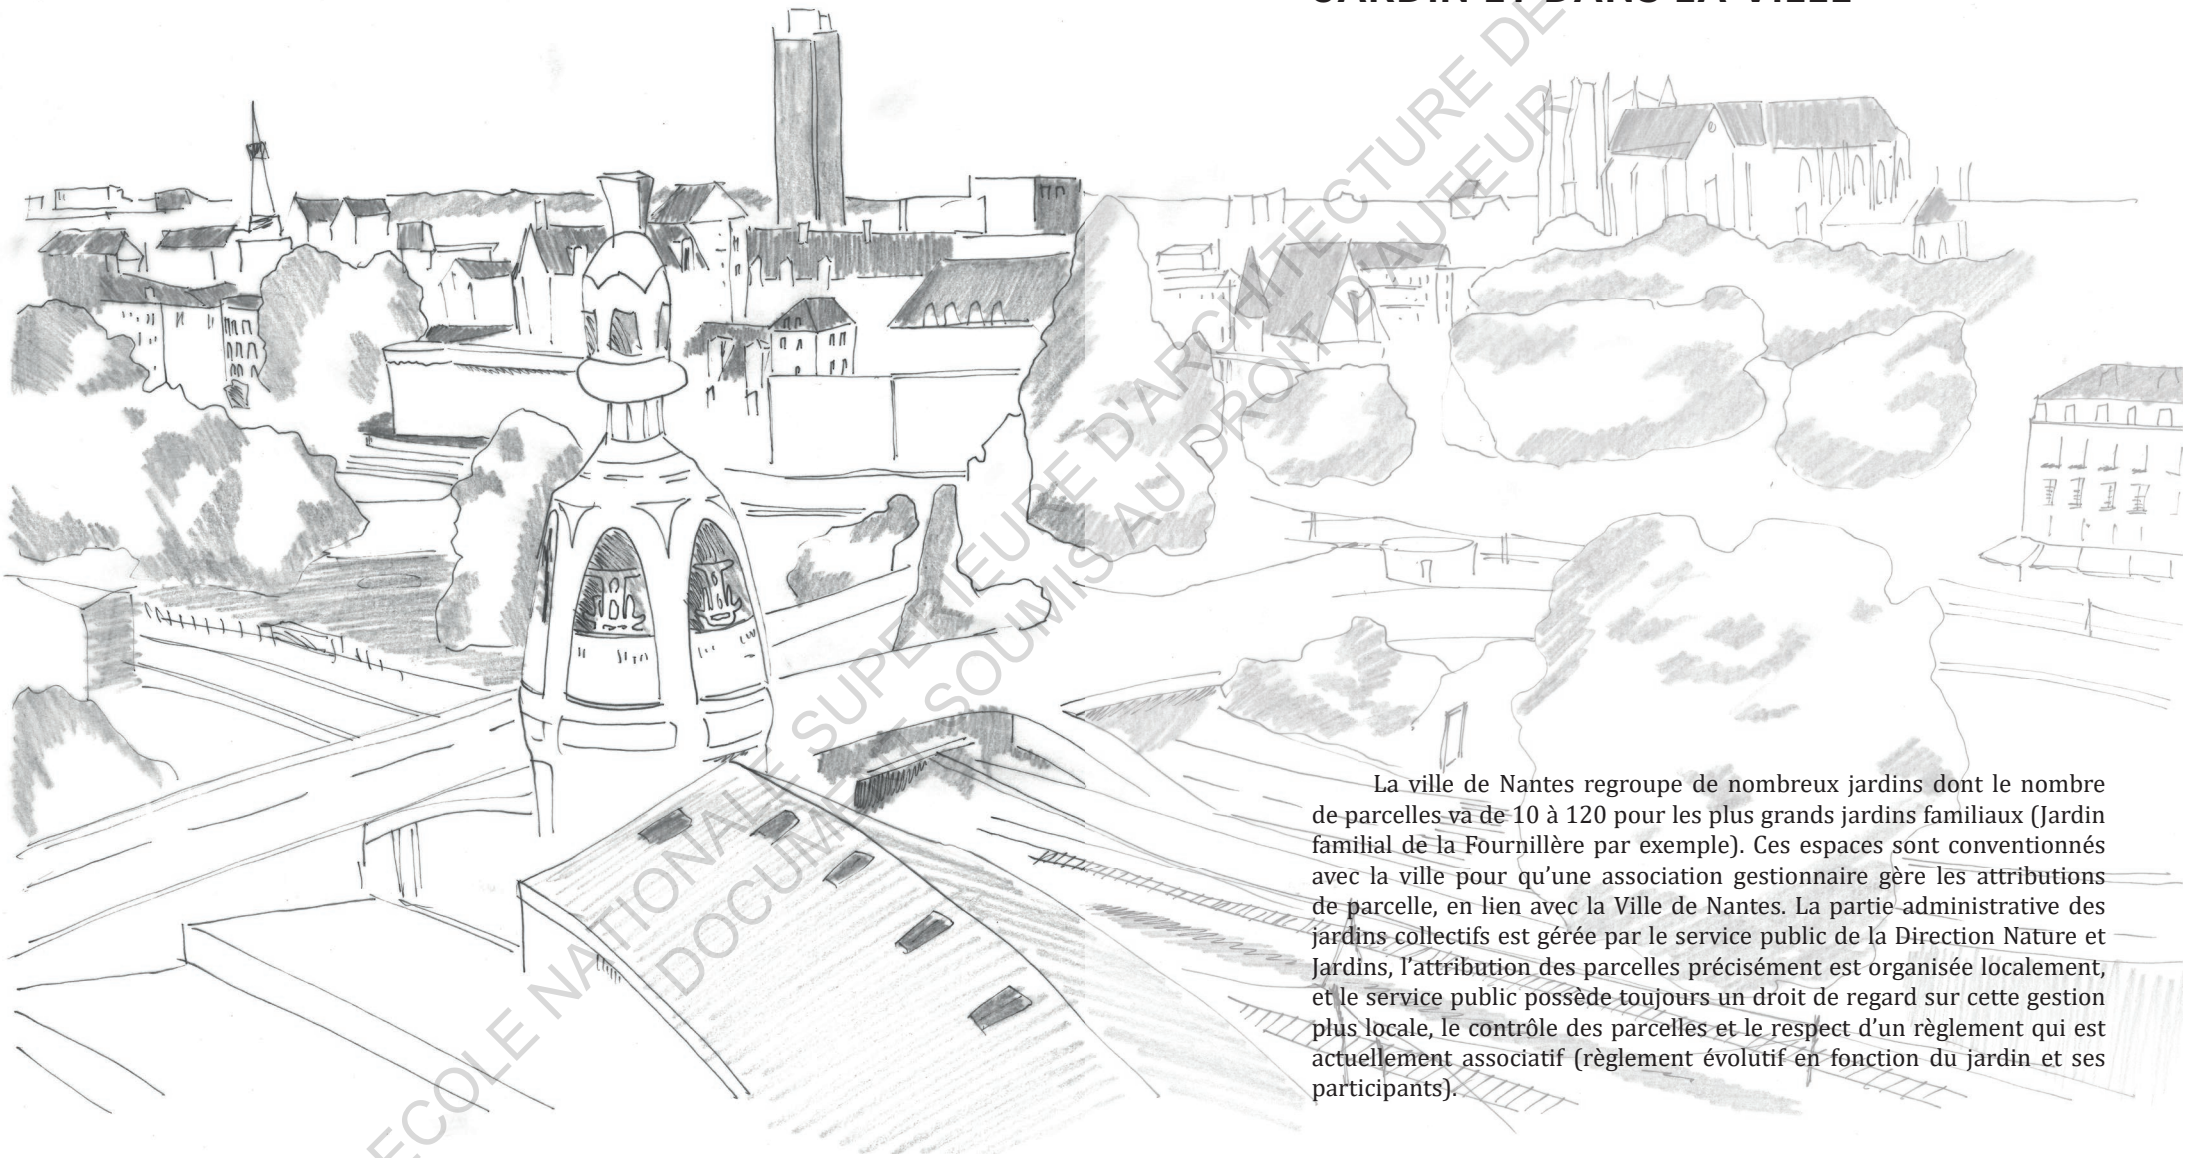 JARDIN ET DANS LA VILLE
La ville de Nantes regroupe de nombreux jardins dont le nombre
de parcelles va de 10 à 120 pour les plus grands jardins familiaux (Jardin
familial de la Fournillère par exemple). Ces espaces sont conventionnés
avec la ville pour qu’une association gestionnaire gère les attributions
de parcelle, en lien avec la Ville de Nantes. La partie administrative des
jardins collectifs est gérée par le service public de la Direction Nature et
Jardins, l’attribution des parcelles précisément est organisée localement,
et le service public possède toujours un droit de regard sur cette gestion
plus locale, le contrôle des parcelles et le respect d’un règlement qui est
actuellement associatif (règlement évolutif en fonction du jardin et ses
participants).
ECOLE NATIONALE SUPERIEURE D'ARCHITECTURE DE
DOCUMENT SOUMIS AU DROIT D'AUTEUR